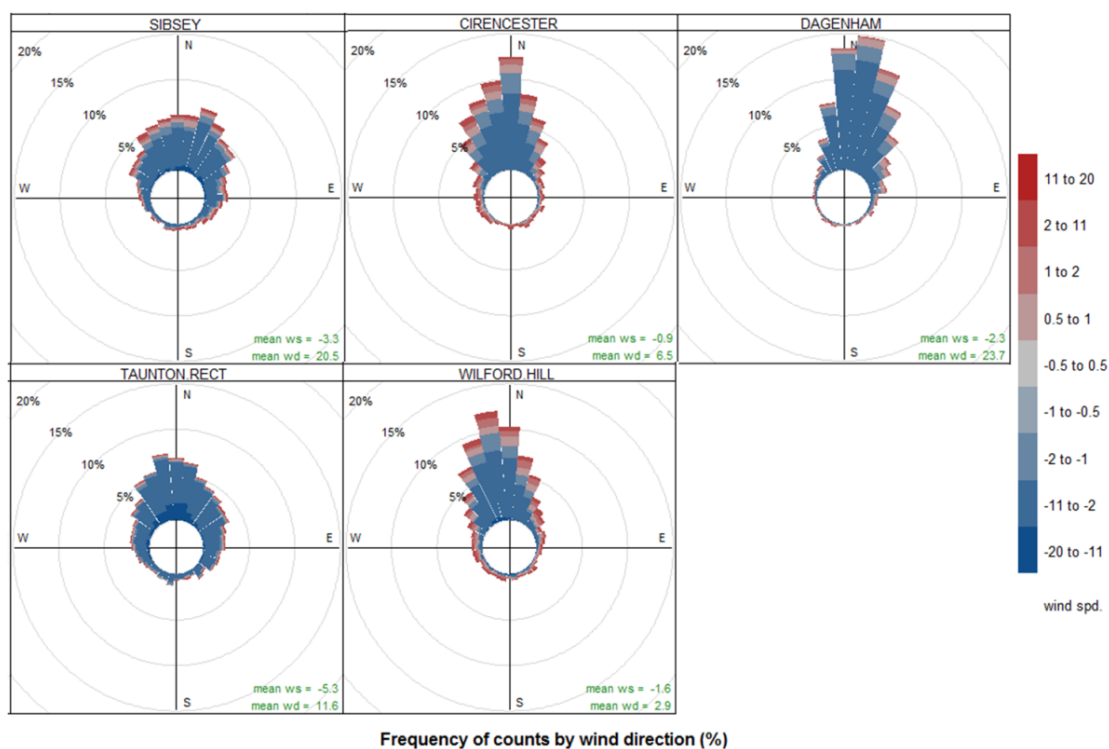 SIBSEY
CIRENCESTER
DAGENHAM
20%
15%
10%
5%
N
W
E
S
mean ws = -3.3
mean wd = 20.5
20%
15%
10%
5%
N
W
E
S
mean ws = -0.9
mean wd = 6.5
20%
15%
10%
5%
N
W
E
S
mean ws = -2.3
mean wd = 23.7
TAUNTON.RECT
WILFORD.HILL
20%
15%
10%
5%
N
W
E
S
mean ws = -5.3
mean wd = 11.6
20%
15%
10%
5%
N
W
E
S
mean ws = -1.6
mean wd = 2.9
11 to 20
2 to 11
1 to 2
0.5 to 1
-0.5 to 0.5
-1 to -0.5
-2 to -1
-11 to -2
-20 to -11
wind spd.
Frequency of counts by wind direction (%)